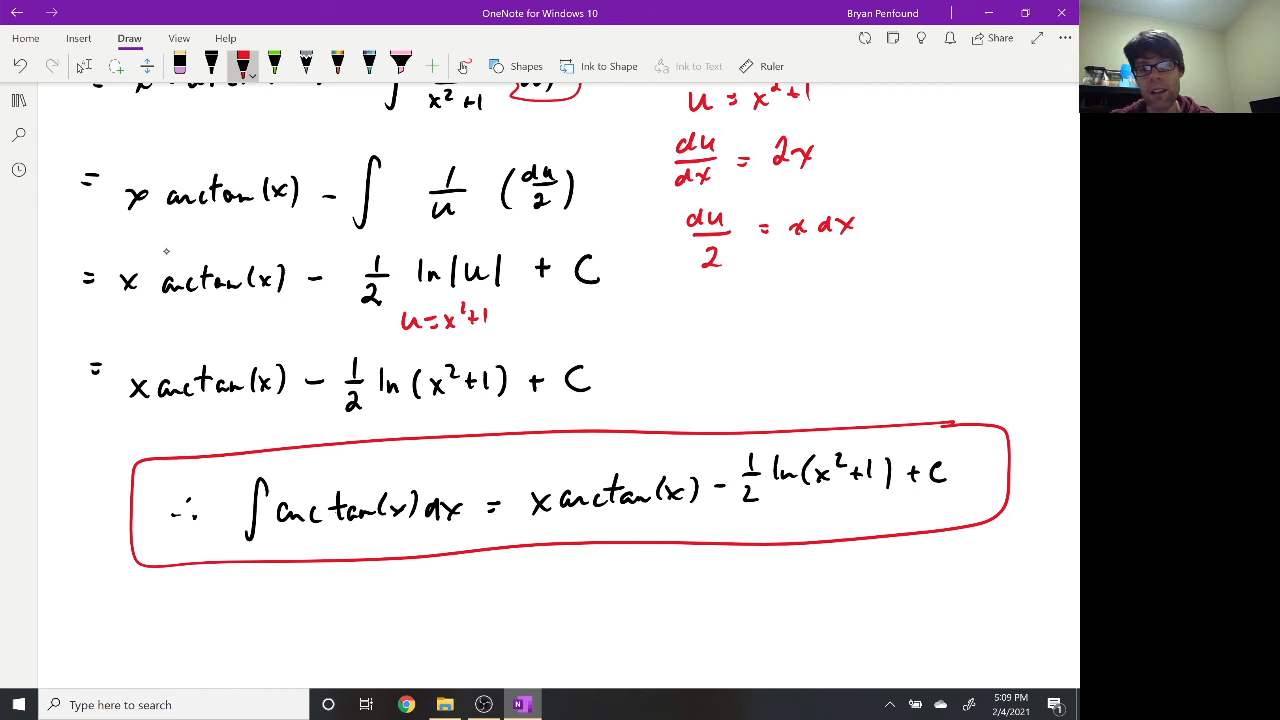 OneNote for Windows 10
Bryan Penfound
Home Insert Draw View Help
Share
Shapes Ink to Shape Ink to Text Ruler
x² +1
u = x²+1
du/dx = 2x
= x arctan(x) - ∫ 1/u (du/2)
du/2 = x dx
= x arctan(x) - 1/2 ln|u| + C
u = x²+1
= x arctan(x) - 1/2 ln(x²+1) + C
∴ ∫ arctan(x) dx = x arctan(x) - 1/2 ln(x²+1) + C
Type here to search
5:09 PM
2/4/2021
1